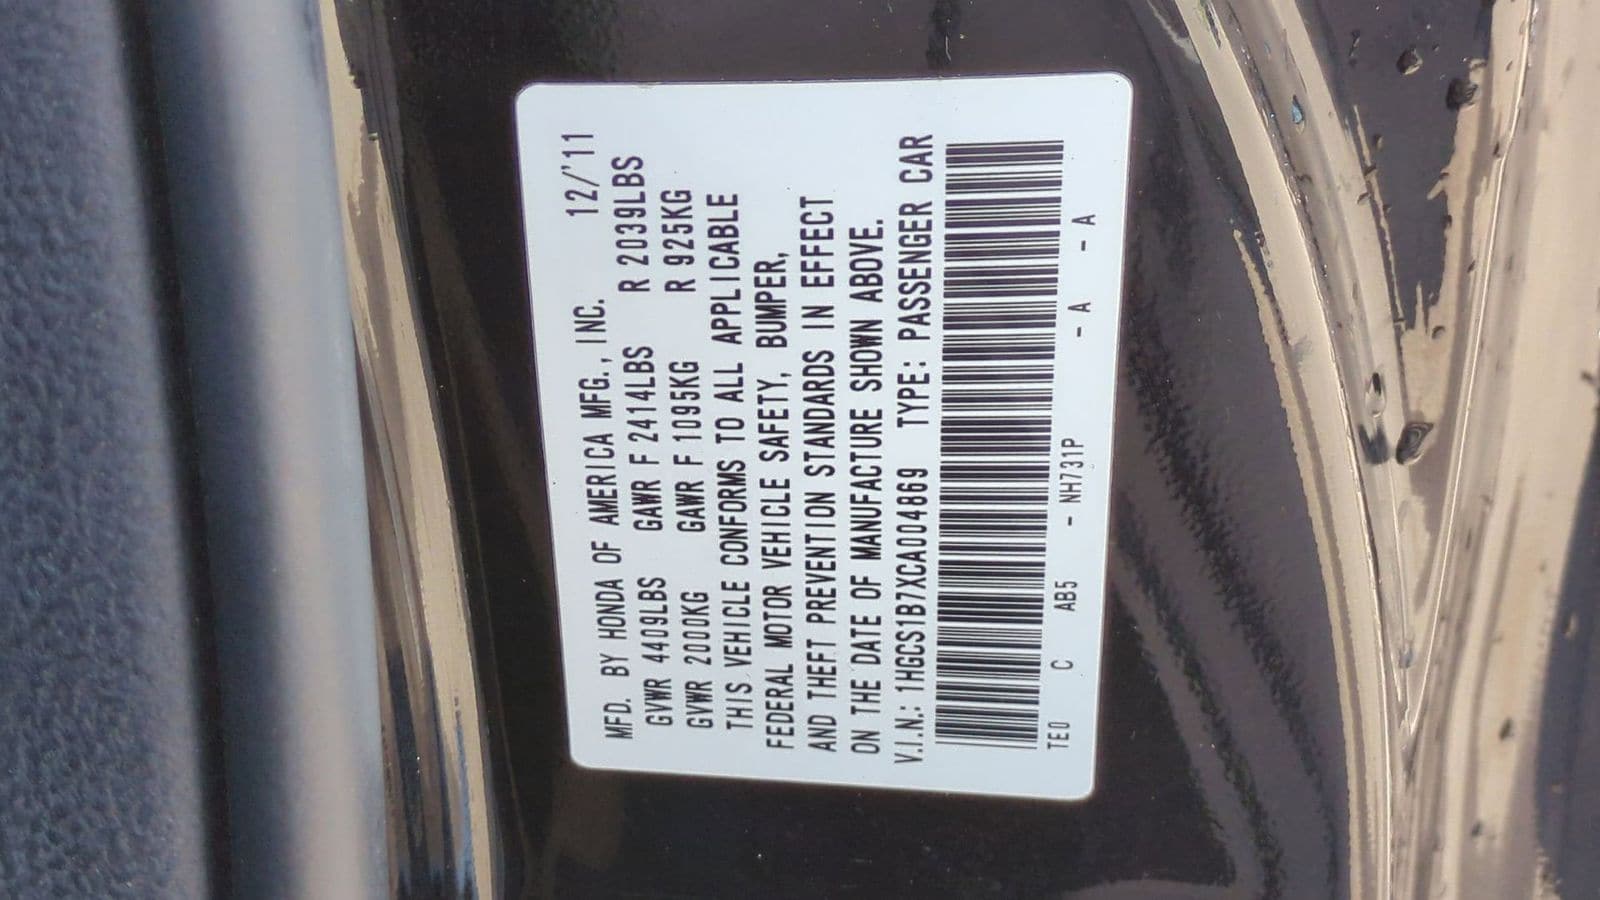 MFD. BY HONDA OF AMERICA MFG., INC. 12/'11
GVWR 4409LBS GAWR F 2414LBS R 2039LBS
GVWR 2000KG GAWR F 1095KG R 925KG
THIS VEHICLE CONFORMS TO ALL APPLICABLE
FEDERAL MOTOR VEHICLE SAFETY, BUMPER,
AND THEFT PREVENTION STANDARDS IN EFFECT
ON THE DATE OF MANUFACTURE SHOWN ABOVE.
V.I.N.: 1HGCS1B7XCA004869 TYPE: PASSENGER CAR
TE0 C AB5 - NH731P - A - A